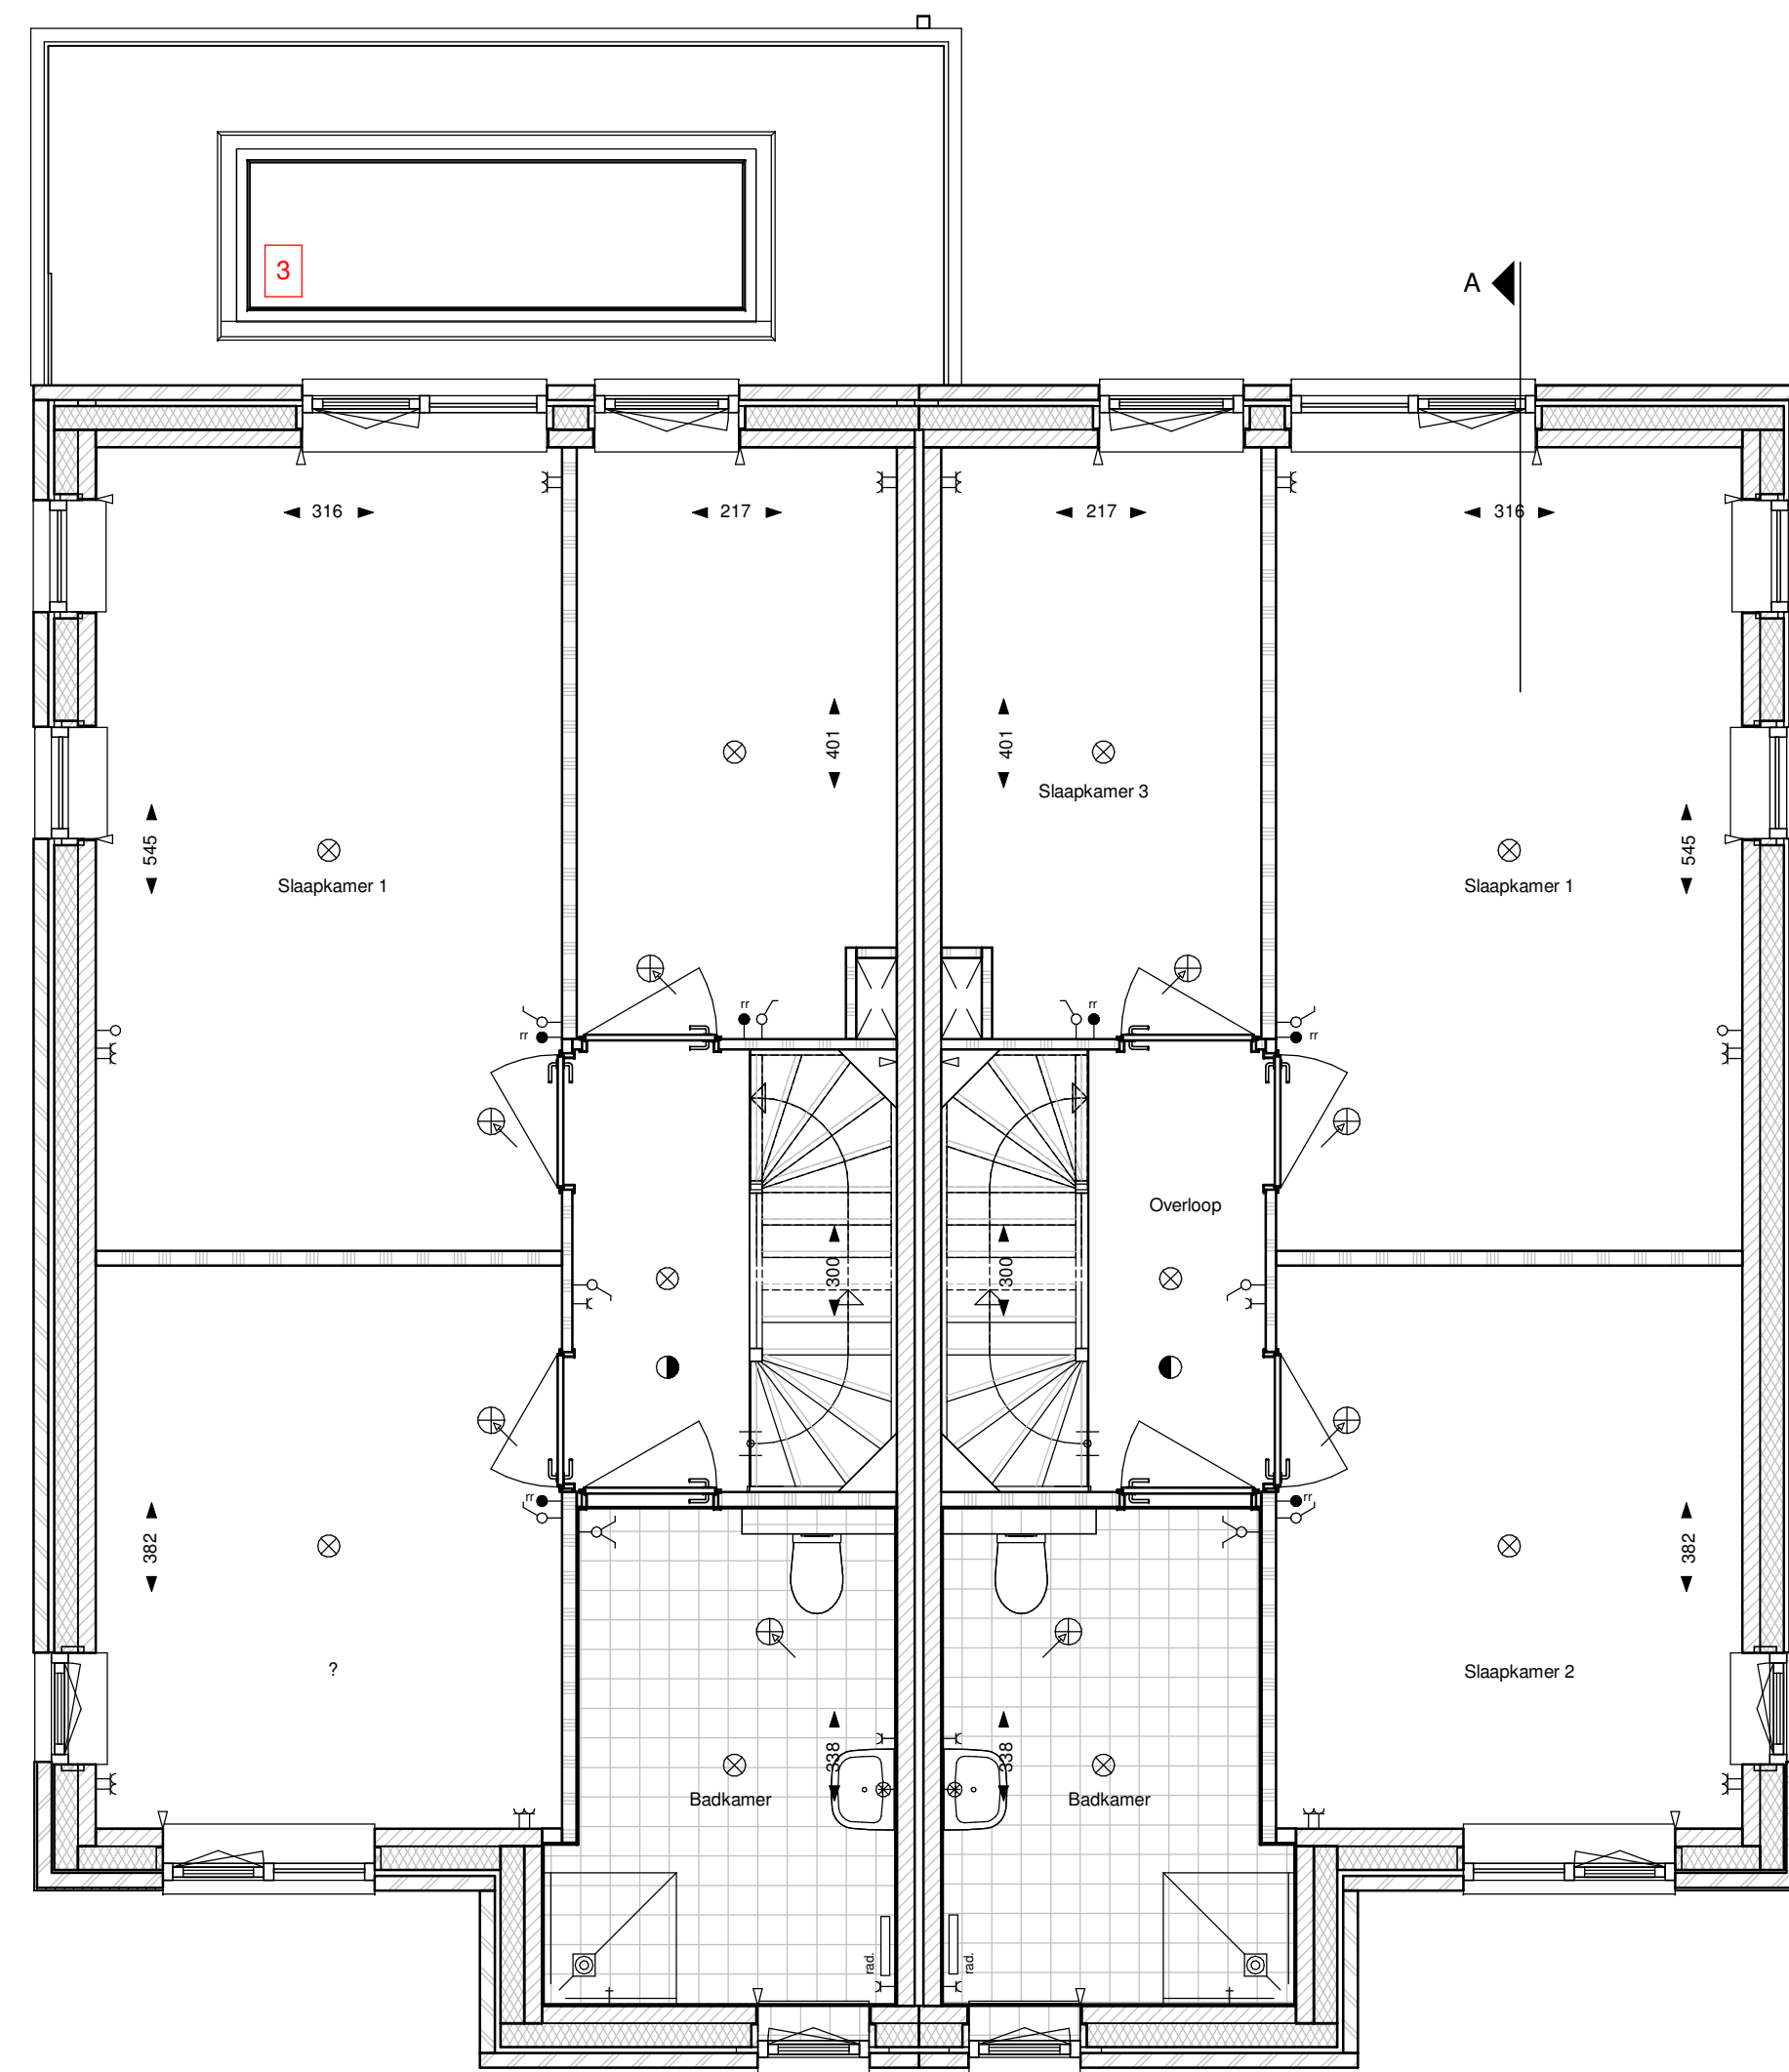 3
A
316
217
217
316
401
401
Slaapkamer 3
545
545
Slaapkamer 1
Slaapkamer 1
rr
rr
rr
rr
Overloop
300
300
rr
rr
382
382
?
Slaapkamer 2
338
338
Badkamer
Badkamer
rad.
rad.